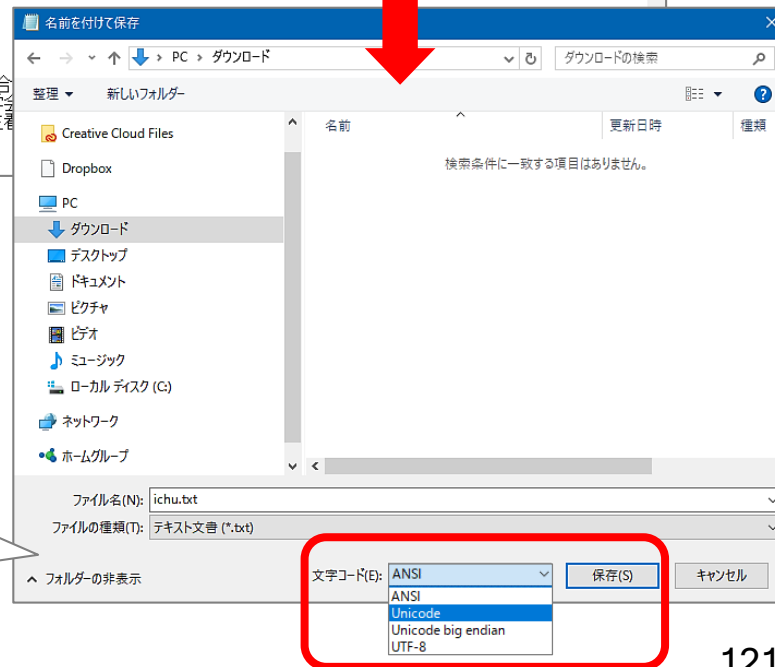 名前を付けて保存
PC › ダウンロード
ダウンロードの検索
整理 新しいフォルダー
名前 更新日時 種類
検索条件に一致する項目はありません。
Creative Cloud Files
Dropbox
PC
ダウンロード
デスクトップ
ドキュメント
ピクチャ
ビデオ
ミュージック
ローカル ディスク (C:)
ネットワーク
ホームグループ
ファイル名(N): ichu.txt
ファイルの種類(T): テキスト文書 (*.txt)
フォルダーの非表示
文字コード(E): ANSI
保存(S)
キャンセル
ANSI
Unicode
Unicode big endian
UTF-8
121